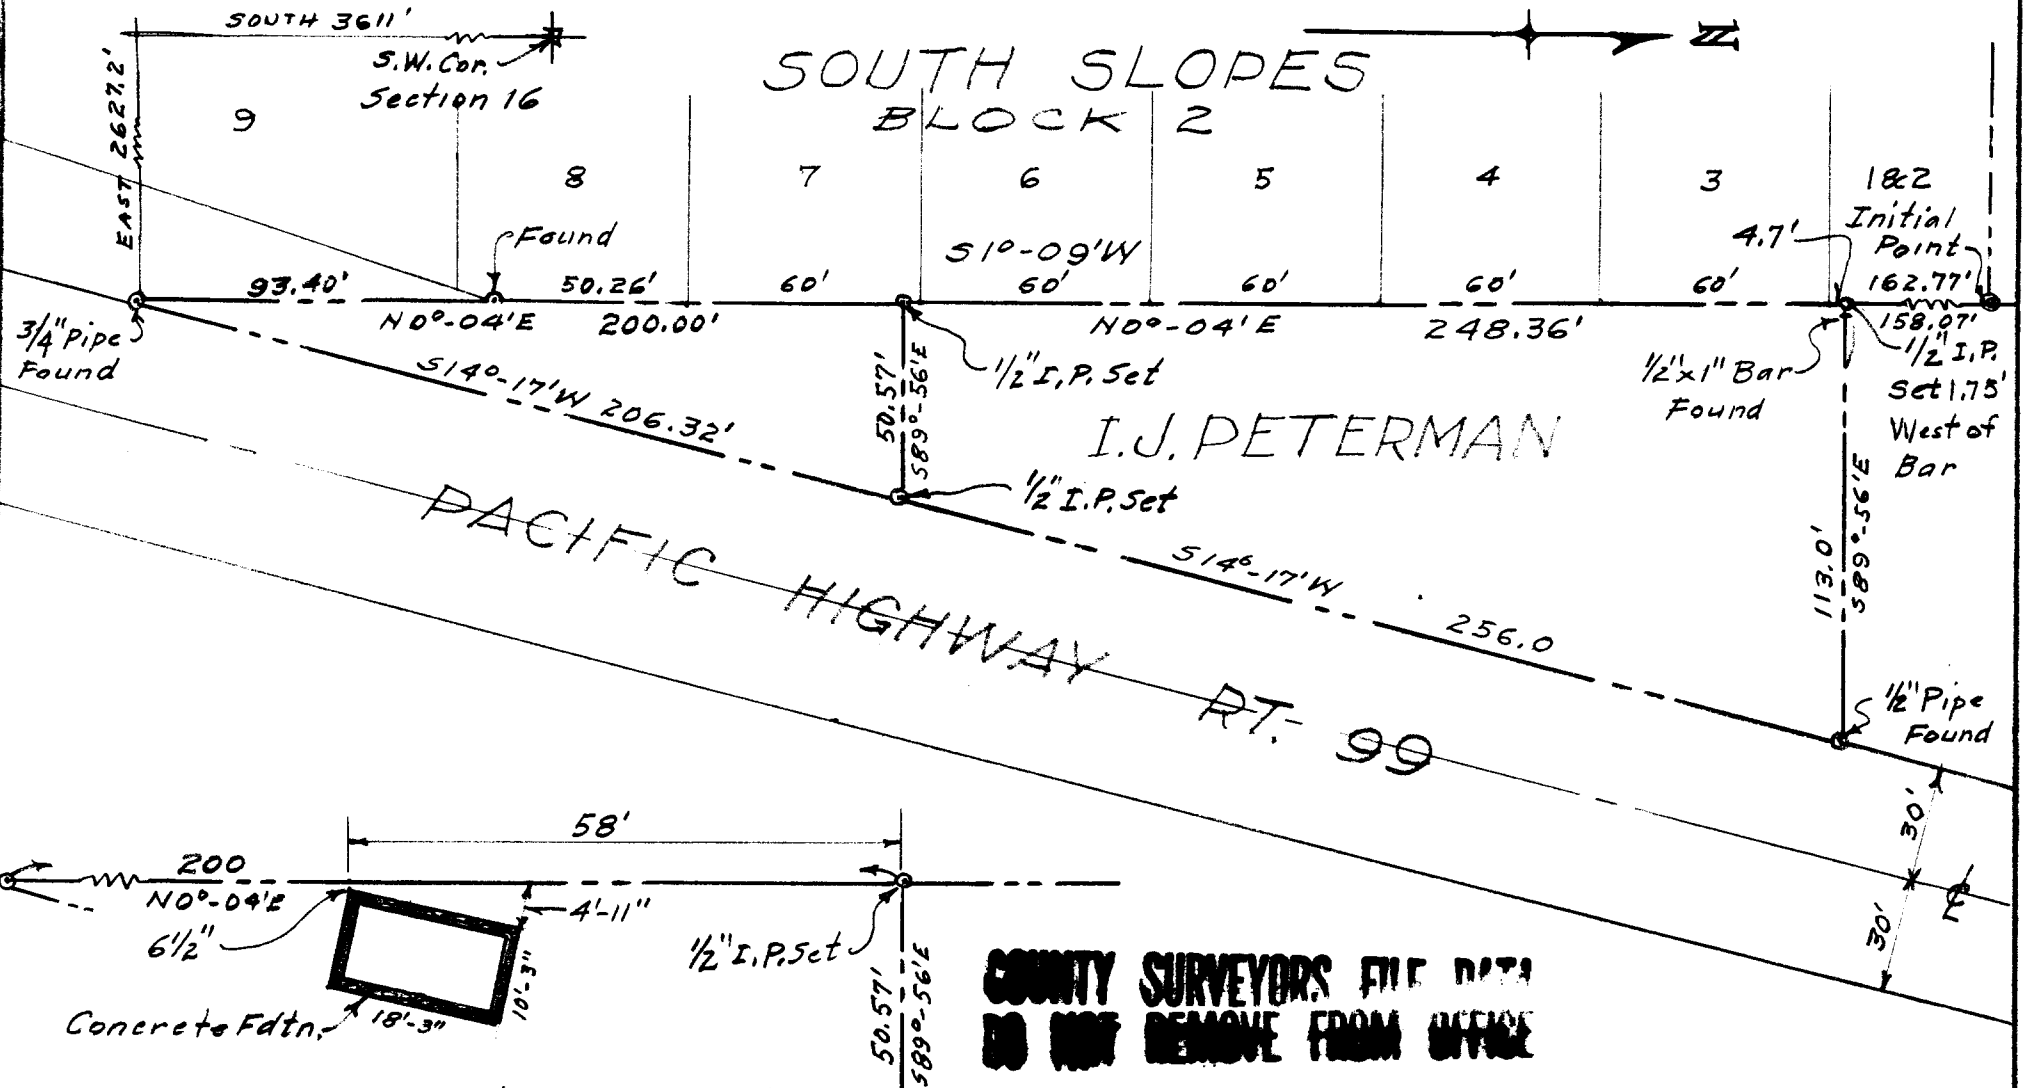 SOUTH 3611'
S.W. Cor.
Section 16
EAST 2627.2'
N
SOUTH SLOPES
BLOCK 2
9
8
7
6
5
4
3
1&2
Initial
Point
4.7'
Found
S1°-09'W
93.40'
50.26'
60'
60'
60'
60'
60'
162.77'
N0°-04'E
200.00'
N0°-04'E
248.36'
158.07'
3/4" Pipe
Found
S14°-17'W 206.32'
50.57'
S89°-56'E
1/2" I.P. Set
1/2" x 1" Bar
Found
1/2" I.P.
Set 1.75'
West of
Bar
I.J. PETERMAN
1/2" I.P. Set
113.0'
S89°-56'E
S14°-17'W
256.0
PACIFIC HIGHWAY RT. 99
1/2" Pipe
Found
30'
30'
58'
200
N0°-04'E
6 1/2"
4'-11"
10'-3"
18'-3"
Concrete Fdtn.
1/2" I.P. Set
50.57'
S89°-56'E
COUNTY SURVEYORS FILE DATA
DO NOT REMOVE FROM OFFICE